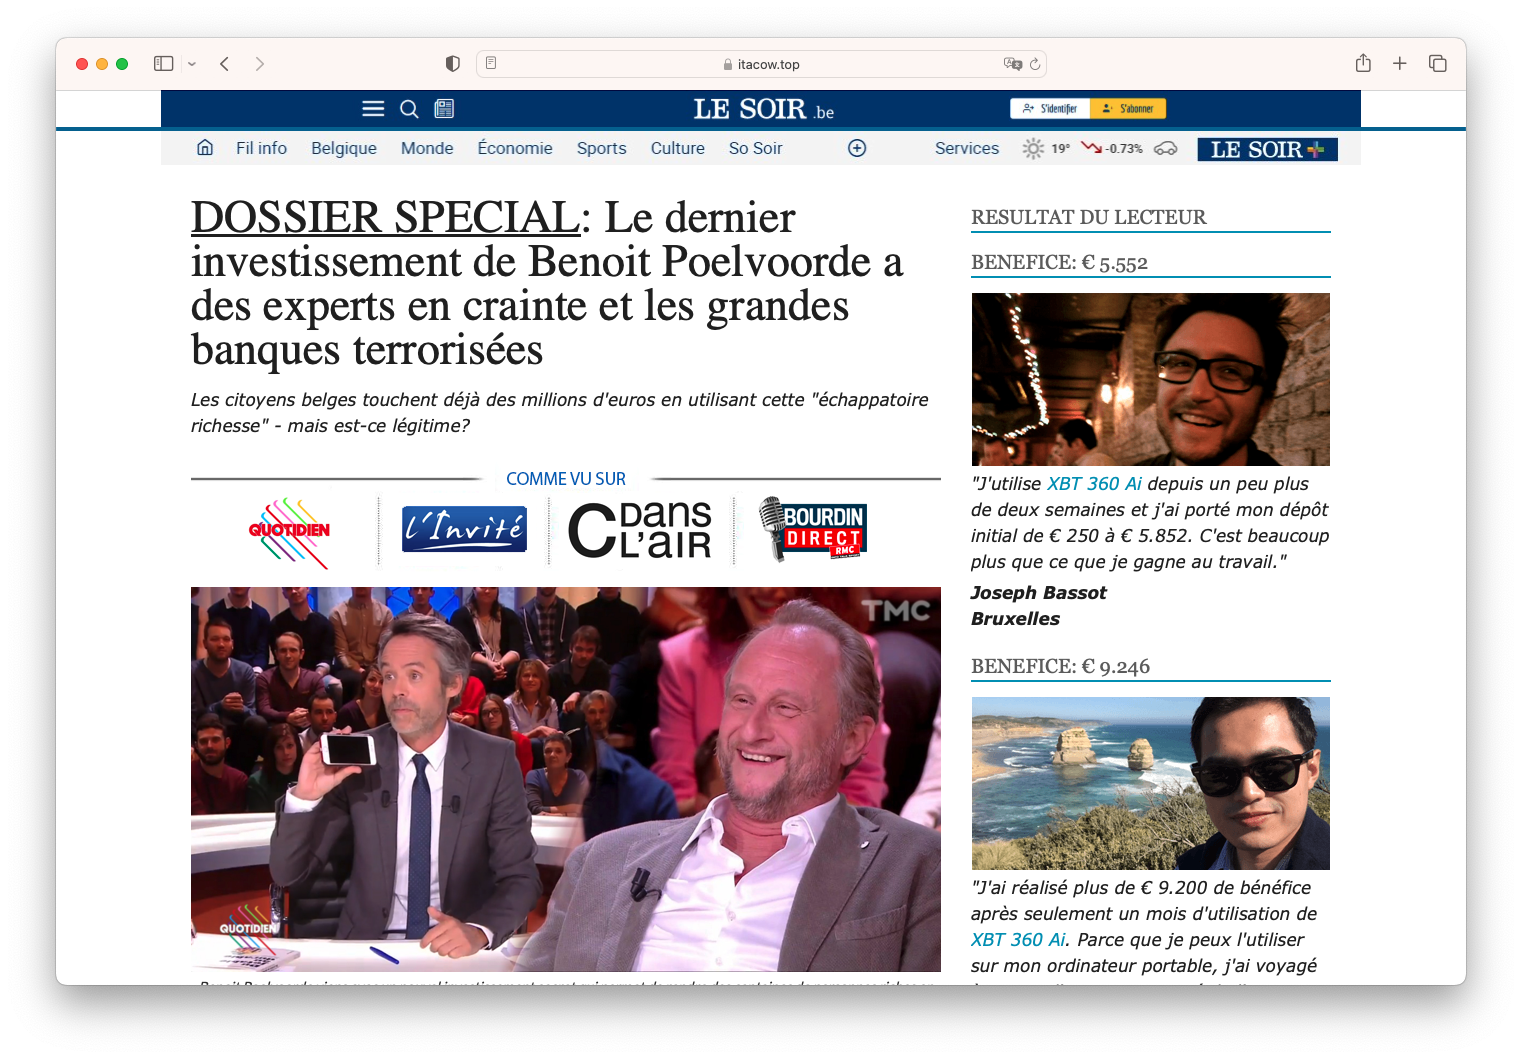 itacow.top
LE SOIR .be
S'identifier
S'abonner
Fil info Belgique Monde Économie Sports Culture So Soir Services 19° -0.73% LE SOIR+
DOSSIER SPECIAL: Le dernier
investissement de Benoit Poelvoorde a
des experts en crainte et les grandes
banques terrorisées
Les citoyens belges touchent déjà des millions d'euros en utilisant cette "échappatoire
richesse" - mais est-ce légitime?
COMME VU SUR
QUOTIDIEN
l'Invité
C DANS
L'AIR
BOURDIN
DIRECT
RMC
TMC
QUOTIDIEN
RESULTAT DU LECTEUR
BENEFICE: € 5.552
"J'utilise XBT 360 Ai depuis un peu plus
de deux semaines et j'ai porté mon dépôt
initial de € 250 à € 5.852. C'est beaucoup
plus que ce que je gagne au travail."
Joseph Bassot
Bruxelles
BENEFICE: € 9.246
"J'ai réalisé plus de € 9.200 de bénéfice
après seulement un mois d'utilisation de
XBT 360 Ai. Parce que je peux l'utiliser
sur mon ordinateur portable, j'ai voyagé